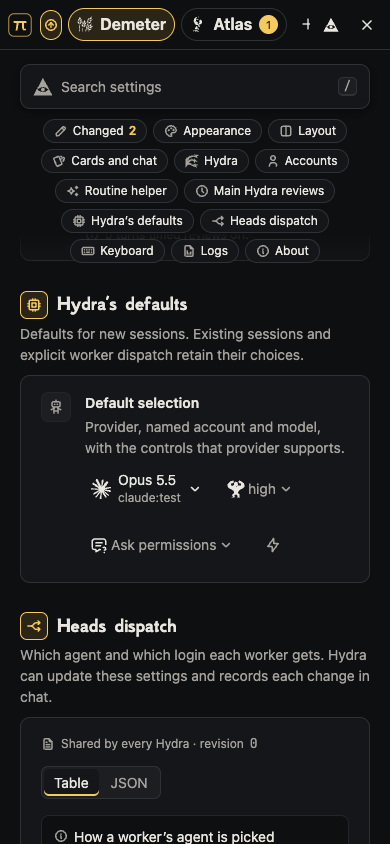 π
Demeter
Atlas
1
Search settings
/
Changed 2
Appearance
Layout
Cards and chat
Hydra
Accounts
Routine helper
Main Hydra reviews
Hydra's defaults
Heads dispatch
Keyboard
Logs
About
Hydra's defaults
Defaults for new sessions. Existing sessions and
explicit worker dispatch retain their choices.
Default selection
Provider, named account and model,
with the controls that provider supports.
Opus 5.5
claude:test
high
Ask permissions
Heads dispatch
Which agent and which login each worker gets. Hydra
can update these settings and records each change in
chat.
Shared by every Hydra · revision 0
Table
JSON
How a worker's agent is picked